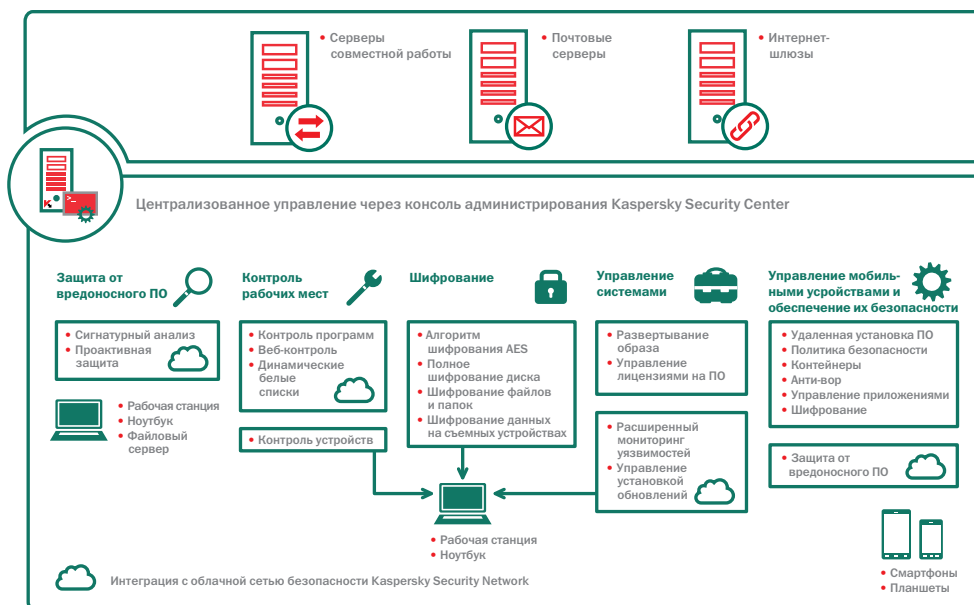 • Серверы
совместной работы
• Почтовые
серверы
• Интернет-
шлюзы
Централизованное управление через консоль администрирования Kaspersky Security Center
Защита от
вредоносного ПО
• Сигнатурный анализ
• Проактивная
защита
• Рабочая станция
• Ноутбук
• Файловый
сервер
Контроль
рабочих мест
• Контроль программ
• Веб-контроль
• Динамические
белые
списки
• Контроль устройств
Шифрование
• Алгоритм
шифрования AES
• Полное
шифрование диска
• Шифрование файлов
и папок
• Шифрование данных
на съемных устройствах
• Рабочая станция
• Ноутбук
Управление
системами
• Развертывание
образа
• Управление
лицензиями на ПО
• Расширенный
мониторинг
уязвимостей
• Управление
установкой
обновлений
Управление мобиль-
ными усройствами и
обеспечение их безопасности
• Удаленная установка ПО
• Политика безопасности
• Контейнеры
• Анти-вор
• Управление приложениями
• Шифрование
• Защита от
вредоносного ПО
• Смартфоны
• Планшеты
Интеграция с облачной сетью безопасности Kaspersky Security Network